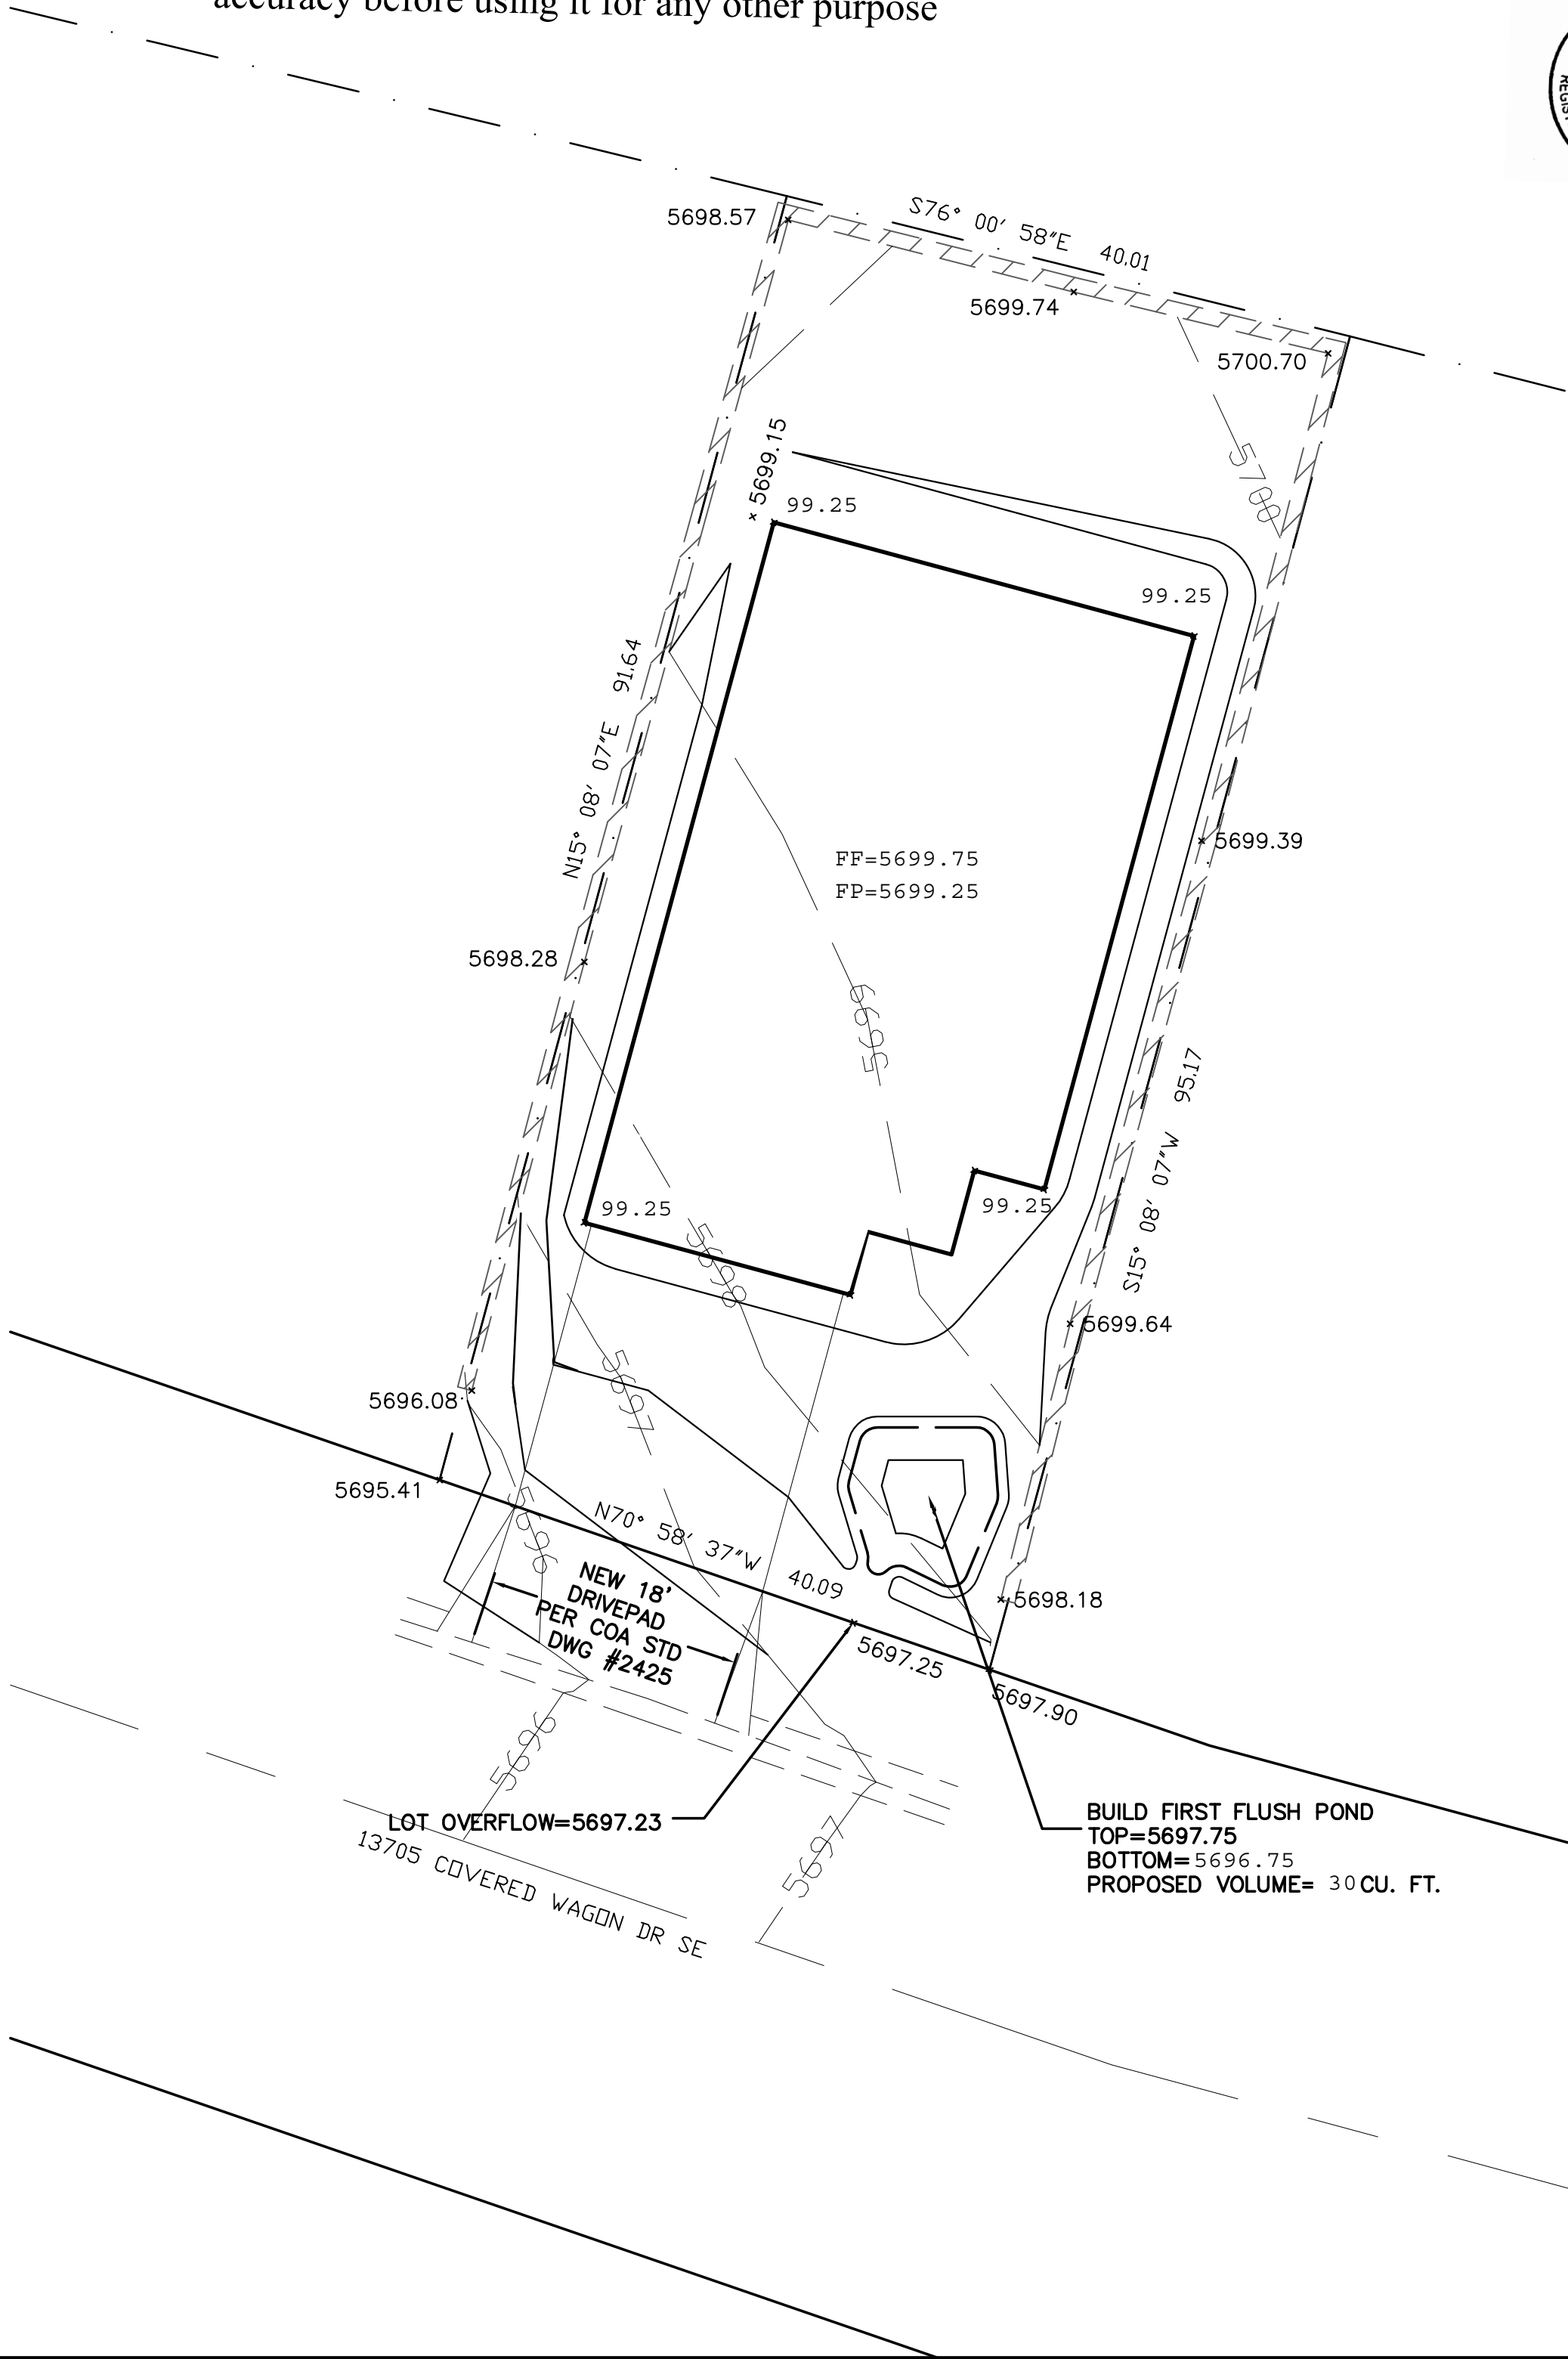 accuracy before using it for any other purpose
REGIST
5698.57
S76° 00' 58"E 40.01
5699.74
5700.70
5700
5699.15
99.25
99.25
N15° 08' 07"E 91.64
FF=5699.75
FP=5699.25
5699.39
5698.28
5699
S15° 08' 07"W 95.17
99.25
99.25
5698
5699.64
5697
5696.08
5695.41
5696
N70° 58' 37"W 40.09
NEW 18'
DRIVEPAD
PER COA STD
DWG #2425
5698.18
5697.25
5697.90
5696
5697
LOT OVERFLOW=5697.23
BUILD FIRST FLUSH POND
TOP=5697.75
BOTTOM=5696.75
PROPOSED VOLUME= 30 CU. FT.
13705 COVERED WAGON DR SE